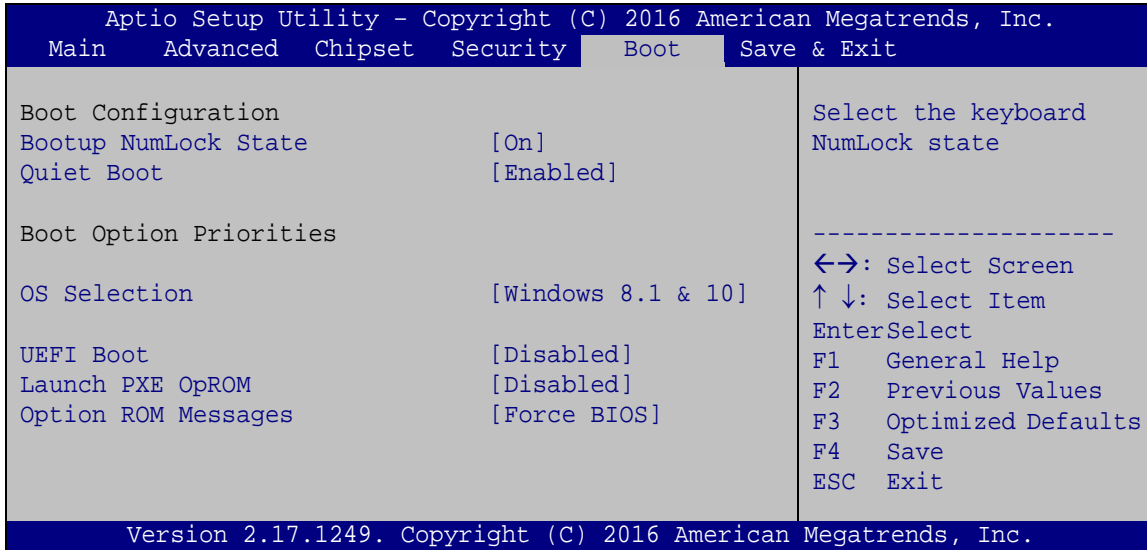 Aptio Setup Utility – Copyright (C) 2016 American Megatrends, Inc.
Main Advanced Chipset Security Boot Save & Exit
Boot Configuration
Bootup NumLock State [On]
Quiet Boot [Enabled]
Boot Option Priorities
OS Selection [Windows 8.1 & 10]
UEFI Boot [Disabled]
Launch PXE OpROM [Disabled]
Option ROM Messages [Force BIOS]
Select the keyboard
NumLock state
---------------------
←→: Select Screen
↑ ↓: Select Item
EnterSelect
F1 General Help
F2 Previous Values
F3 Optimized Defaults
F4 Save
ESC Exit
Version 2.17.1249. Copyright (C) 2016 American Megatrends, Inc.